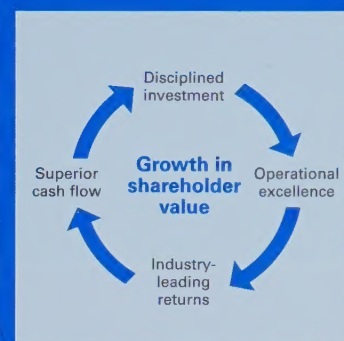 Disciplined
investment
Superior
cash flow
Growth in
shareholder
value
Operational
excellence
Industry-
leading
returns